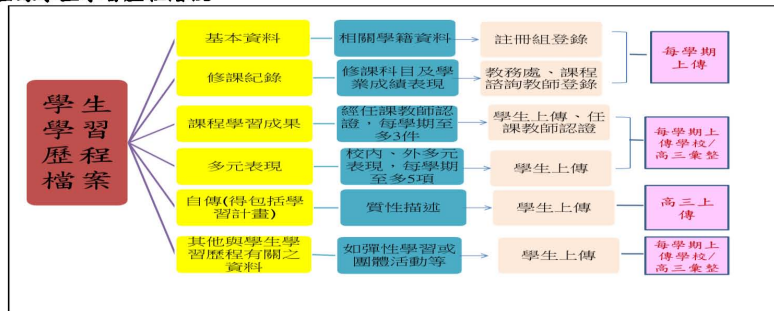 學生
學習
歷程
檔案
基本資料
相關學籍資料
註冊組登錄
每學期
上傳
修課紀錄
修課科目及學
業成績表現
教務處、課程
諮詢教師登錄
課程學習成果
經任課教師認
證，每學期至
多3件
學生上傳、任
課教師認證
每學期上
傳學校/
高三彙整
多元表現
校內、外多元
表現，每學期
至多5項
學生上傳
自傳(得包括學
習計畫)
質性描述
學生上傳
高三上
傳
其他與學生學
習歷程有關之
資料
如彈性學習或
團體活動等
學生上傳
每學期上
傳學校/
高三彙整